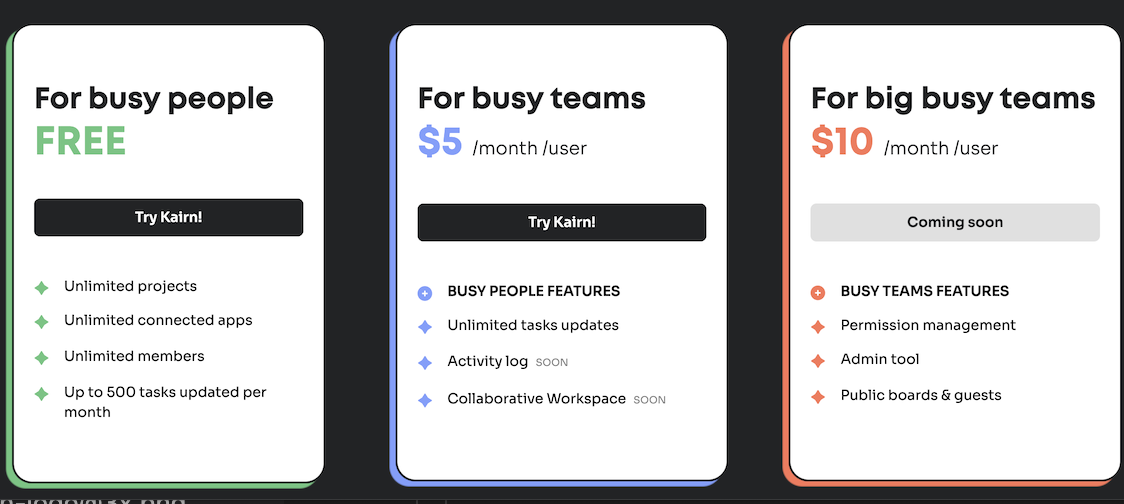 For busy people
FREE
Try Kairn!
Unlimited projects
Unlimited connected apps
Unlimited members
Up to 500 tasks updated per
month
For busy teams
$5 /month /user
Try Kairn!
BUSY PEOPLE FEATURES
Unlimited tasks updates
Activity log SOON
Collaborative Workspace SOON
For big busy teams
$10 /month /user
Coming soon
BUSY TEAMS FEATURES
Permission management
Admin tool
Public boards & guests